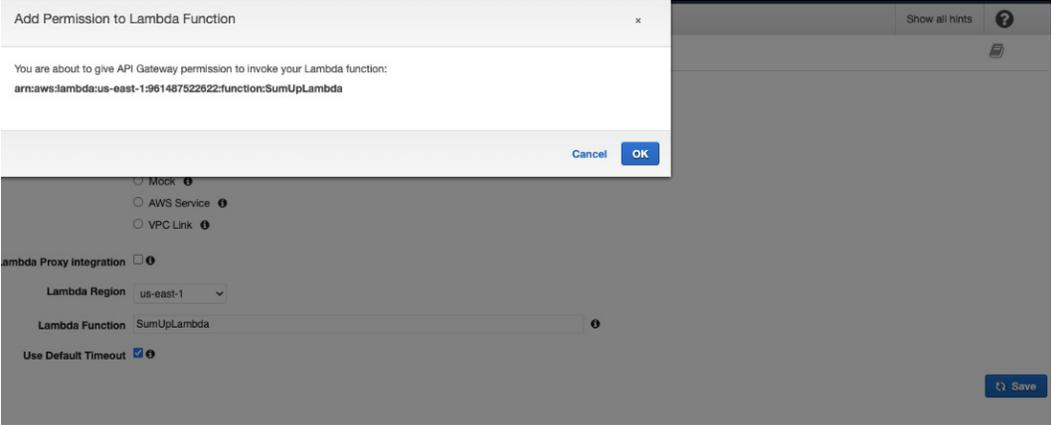 Add Permission to Lambda Function
x
Show all hints
?
You are about to give API Gateway permission to invoke your Lambda function:
arn:aws:lambda:us-east-1:961487522622:function:SumUpLambda
Cancel
OK
Mock
AWS Service
VPC Link
ambda Proxy integration
Lambda Region us-east-1
Lambda Function SumUpLambda
Use Default Timeout
Save